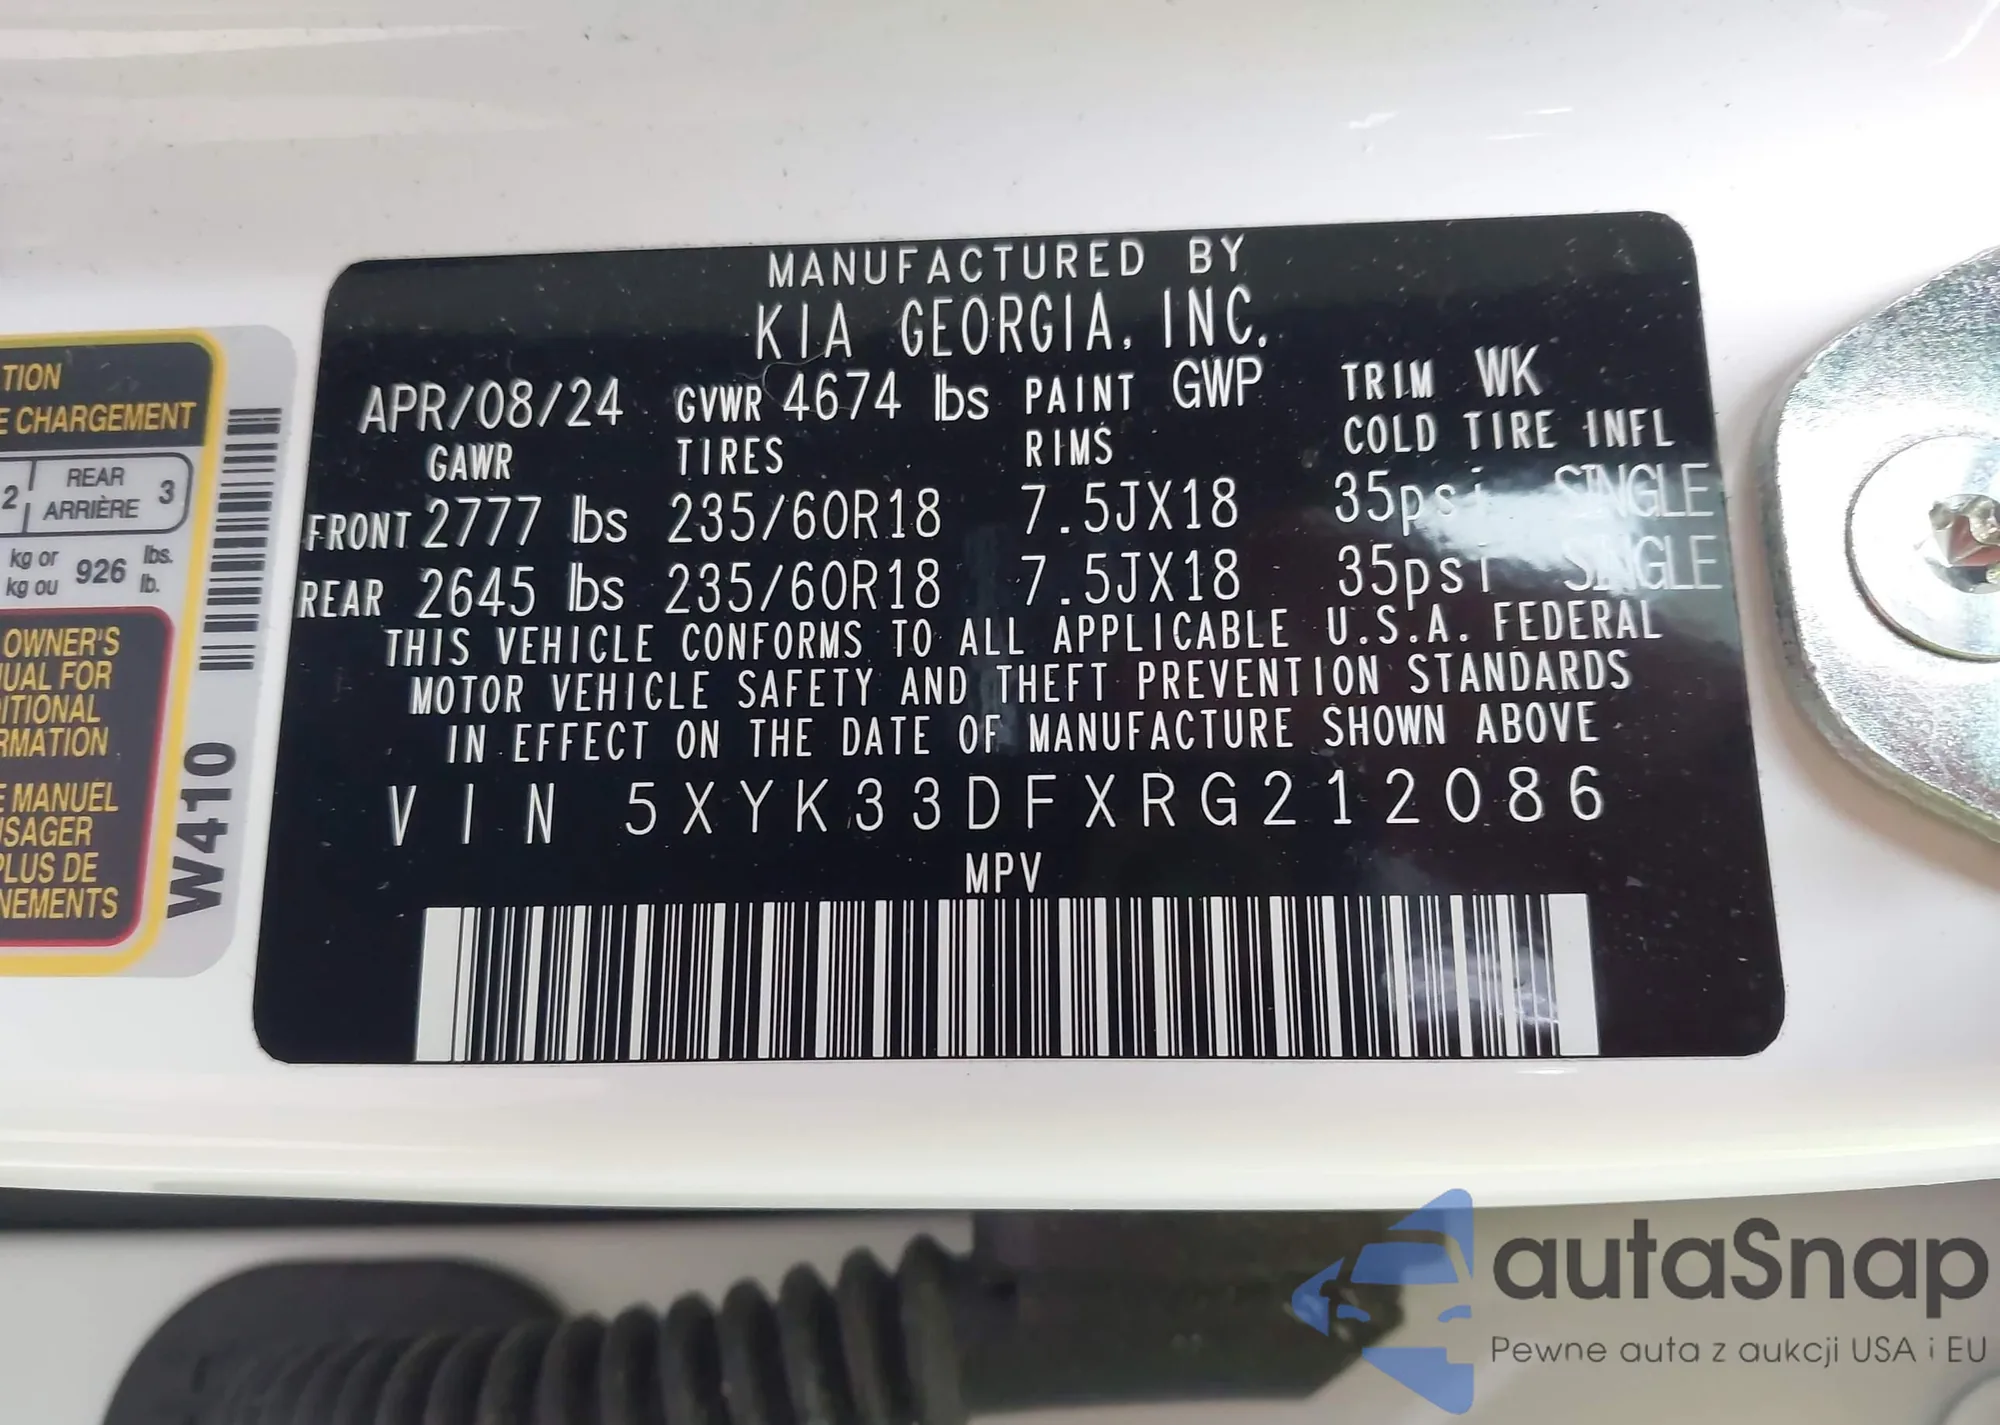 MANUFACTURED BY
KIA GEORGIA, INC.
APR/08/24 GVWR 4674 lbs PAINT GWP TRIM WK
GAWR TIRES RIMS COLD TIRE INFL
FRONT 2777 lbs 235/60R18 7.5JX18 35psi SINGLE
REAR 2645 lbs 235/60R18 7.5JX18 35psi SINGLE
THIS VEHICLE CONFORMS TO ALL APPLICABLE U.S.A. FEDERAL
MOTOR VEHICLE SAFETY AND THEFT PREVENTION STANDARDS
IN EFFECT ON THE DATE OF MANUFACTURE SHOWN ABOVE
VIN 5XYK33DFXRG212086
MPV
TION
E CHARGEMENT
2 REAR
ARRIÈRE 3
kg or
kg ou 926 lbs.
lb.
OWNER'S
UAL FOR
ITIONAL
RMATION
E MANUEL
USAGER
PLUS DE
NEMENTS
W410
autaSnap
Pewne auta z aukcji USA i EU